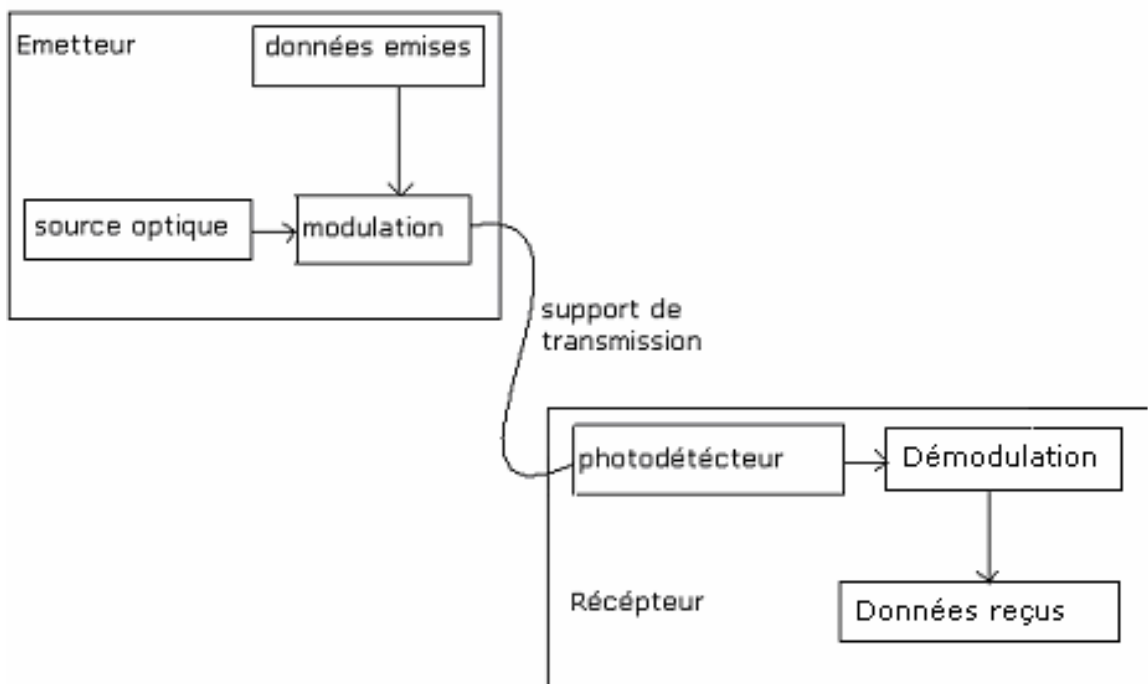 Emetteur
données emises
source optique
modulation
support de
transmission
photodétécteur
Démodulation
Récépteur
Données reçus